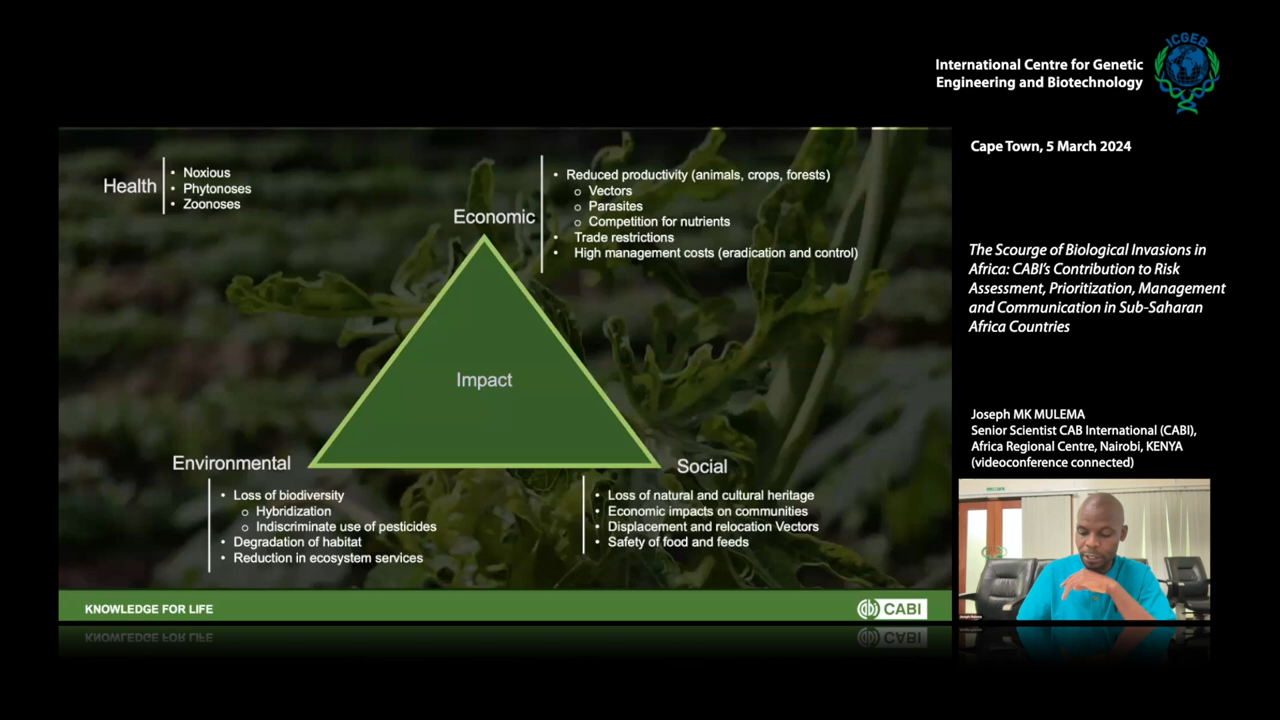 ICGEB
International Centre for Genetic
Engineering and Biotechnology
Cape Town, 5 March 2024
The Scourge of Biological Invasions in
Africa: CABI's Contribution to Risk
Assessment, Prioritization, Management
and Communication in Sub-Saharan
Africa Countries
Joseph MK MULEMA
Senior Scientist CAB International (CABI),
Africa Regional Centre, Nairobi, KENYA
(videoconference connected)
Health
• Noxious
• Phytonoses
• Zoonoses
Economic
• Reduced productivity (animals, crops, forests)
o Vectors
o Parasites
o Competition for nutrients
• Trade restrictions
• High management costs (eradication and control)
Impact
Environmental
• Loss of biodiversity
o Hybridization
o Indiscriminate use of pesticides
• Degradation of habitat
• Reduction in ecosystem services
Social
• Loss of natural and cultural heritage
• Economic impacts on communities
• Displacement and relocation Vectors
• Safety of food and feeds
KNOWLEDGE FOR LIFE
CABI
Joseph Mulema